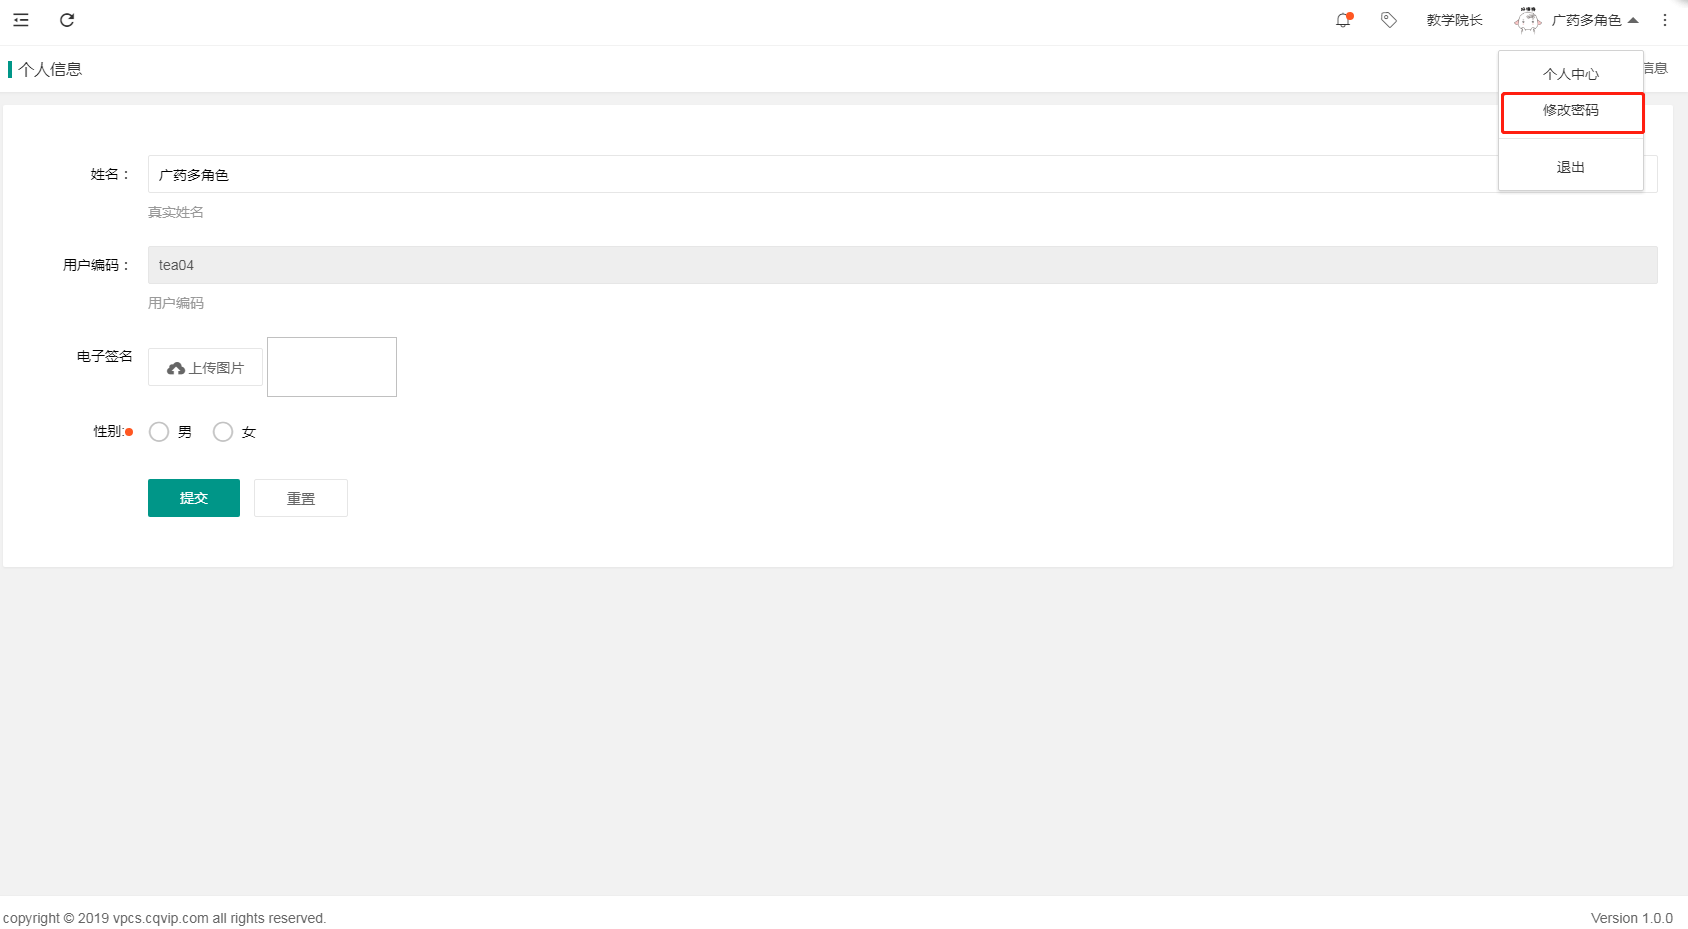 教学院长
广药多角色
个人信息
信息
个人中心
修改密码
退出
姓名：
广药多角色
真实姓名
用户编码：
tea04
用户编码
电子签名
上传图片
性别:
男
女
提交
重置
copyright © 2019 vpcs.cqvip.com all rights reserved.
Version 1.0.0